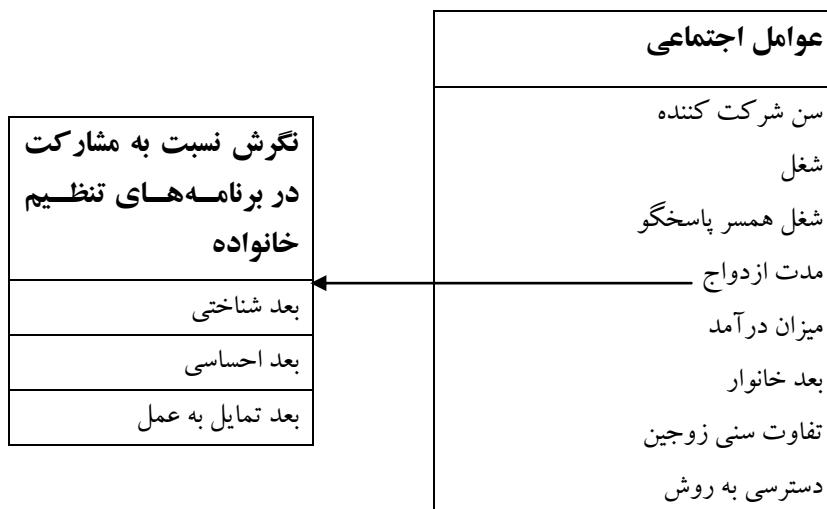 عوامل اجتماعی
سن شرکت کننده
شغل
شغل همسر پاسخگو
مدت ازدواج
میزان درآمد
بعد خانوار
تفاوت سنی زوجین
دسترسی به روش
نگرش نسبت به مشارکت
در برنامه‌های تنظیم
خانواده
بعد شناختی
بعد احساسی
بعد تمایل به عمل